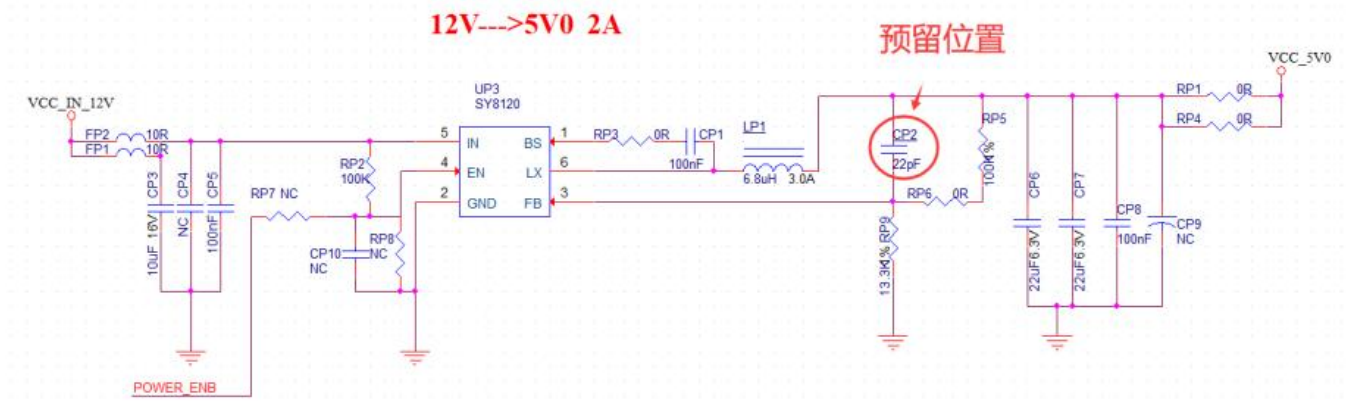 12V--->5V0 2A
预留位置
VCC_5V0
VCC_IN_12V
UP3
SY8120
FP2 10R
FP1 10R
5 IN
BS 1
4 EN
LX 6
2 GND
FB 3
RP3 0R
CP1
100nF
LP1
6.8uH 3.0A
CP2
22pF
RP5
100K1%
RP1 0R
RP4 0R
RP2
100K
RP7 NC
CP3
10uF 16V
CP4
NC
CP5
100nF
CP10
NC
RP8
NC
RP6 0R
RP9
13.3K1%
CP6
22uF6.3V
CP7
22uF6.3V
CP8
100nF
CP9
NC
POWER_ENB